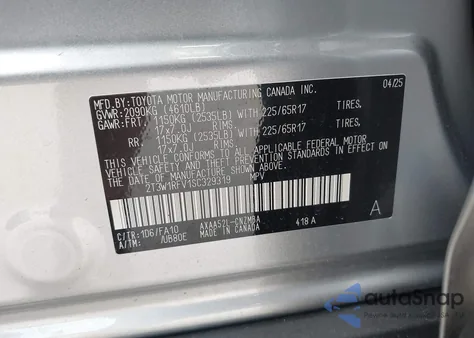 MFD.BY:TOYOTA MOTOR MANUFACTURING CANADA INC. 04/25
GVWR:2090KG (4610LB)
GAWR:FRT. 1150KG (2535LB) WITH 225/65R17 TIRES.
17x7.0J RIMS.
RR. 1150KG (2535LB) WITH 225/65R17 TIRES.
17x7.0J RIMS.
THIS VEHICLE CONFORMS TO ALL APPLICABLE FEDERAL MOTOR
VEHICLE SAFETY, BUMPER, AND THEFT PREVENTION STANDARDS
IN EFFECT ON THE DATE OF MANUFACTURE SHOWN ABOVE.
2T3W1RFV1SC329319 MPV
C/TR:1D6/FA10 AXAA52L-CNZMBA 418A A
A/TM: /UB80E MADE IN CANADA
autoSnap